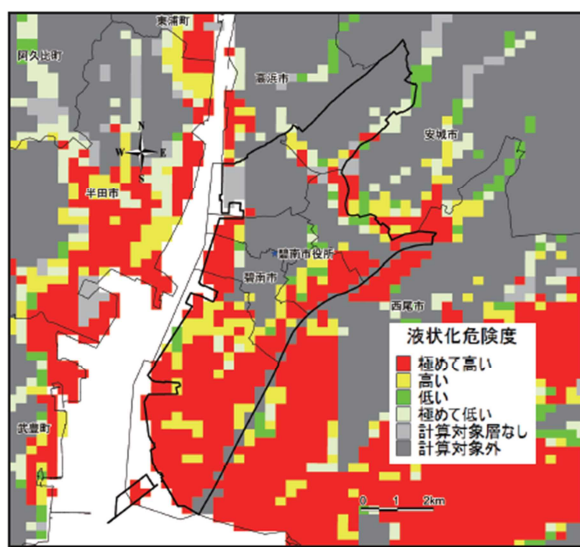 東浦町
阿久比町
高浜市
安城市
N
W E
S
半田市
碧南市役所
碧南市
西尾市
液状化危険度
極めて高い
高い
低い
極めて低い
計算対象層なし
計算対象外
武豊町
0 1 2km